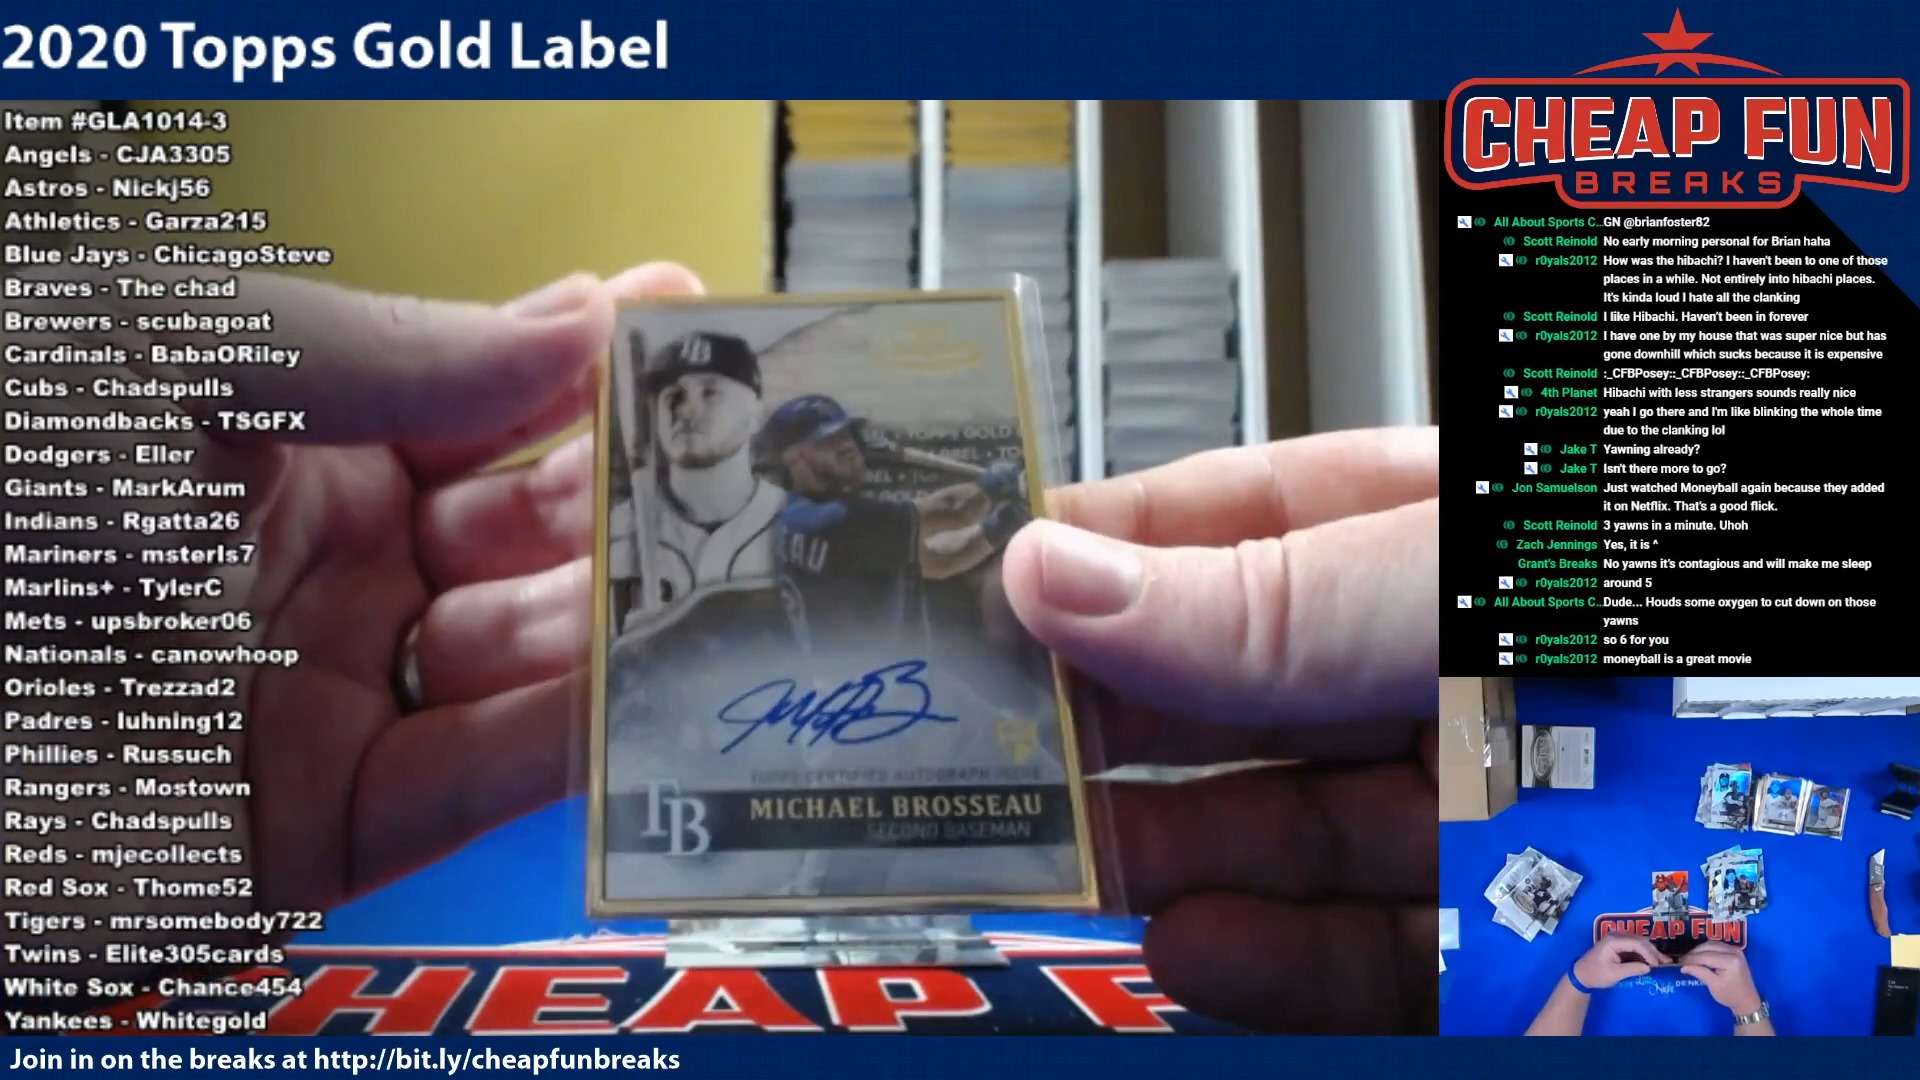 2020 Topps Gold Label
Item #GLA1014-3
Angels - CJA3305
Astros - Nickj56
Athletics - Garza215
Blue Jays - ChicagoSteve
Braves - The chad
Brewers - scubagoat
Cardinals - BabaORiley
Cubs - Chadspulls
Diamondbacks - TSGFX
Dodgers - Eller
Giants - MarkArum
Indians - Rgatta26
Mariners - msterls7
Marlins+ - TylerC
Mets - upsbroker06
Nationals - canowhoop
Orioles - Trezzad2
Padres - luhning12
Phillies - Russuch
Rangers - Mostown
Rays - Chadspulls
Reds - mjecollects
Red Sox - Thome52
Tigers - mrsomebody722
Twins - Elite305cards
White Sox - Chance454
Yankees - Whitegold
TB
TOPPS GOLD
TOPPS CERTIFIED AUTOGRAPH ISSUE
TB
MICHAEL BROSSEAU
SECOND BASEMAN
HEAP F
CHEAP FUN
BREAKS
All About Sports C... GN @brianfoster82
Scott Reinold No early morning personal for Brian haha
r0yals2012 How was the hibachi? I haven't been to one of those
places in a while. Not entirely into hibachi places.
It's kinda loud I hate all the clanking
Scott Reinold I like Hibachi. Haven't been in forever
r0yals2012 I have one by my house that was super nice but has
gone downhill which sucks because it is expensive
Scott Reinold :_CFBPosey::_CFBPosey::_CFBPosey:
4th Planet Hibachi with less strangers sounds really nice
r0yals2012 yeah I go there and I'm like blinking the whole time
due to the clanking lol
Jake T Yawning already?
Jake T Isn't there more to go?
Jon Samuelson Just watched Moneyball again because they added
it on Netflix. That's a good flick.
Scott Reinold 3 yawns in a minute. Uhoh
Zach Jennings Yes, it is ^
Grant's Breaks No yawns it's contagious and will make me sleep
r0yals2012 around 5
All About Sports C... Dude... Houds some oxygen to cut down on those
yawns
r0yals2012 so 6 for you
r0yals2012 moneyball is a great movie
CHEAP FUN
Join in on the breaks at http://bit.ly/cheapfunbreaks